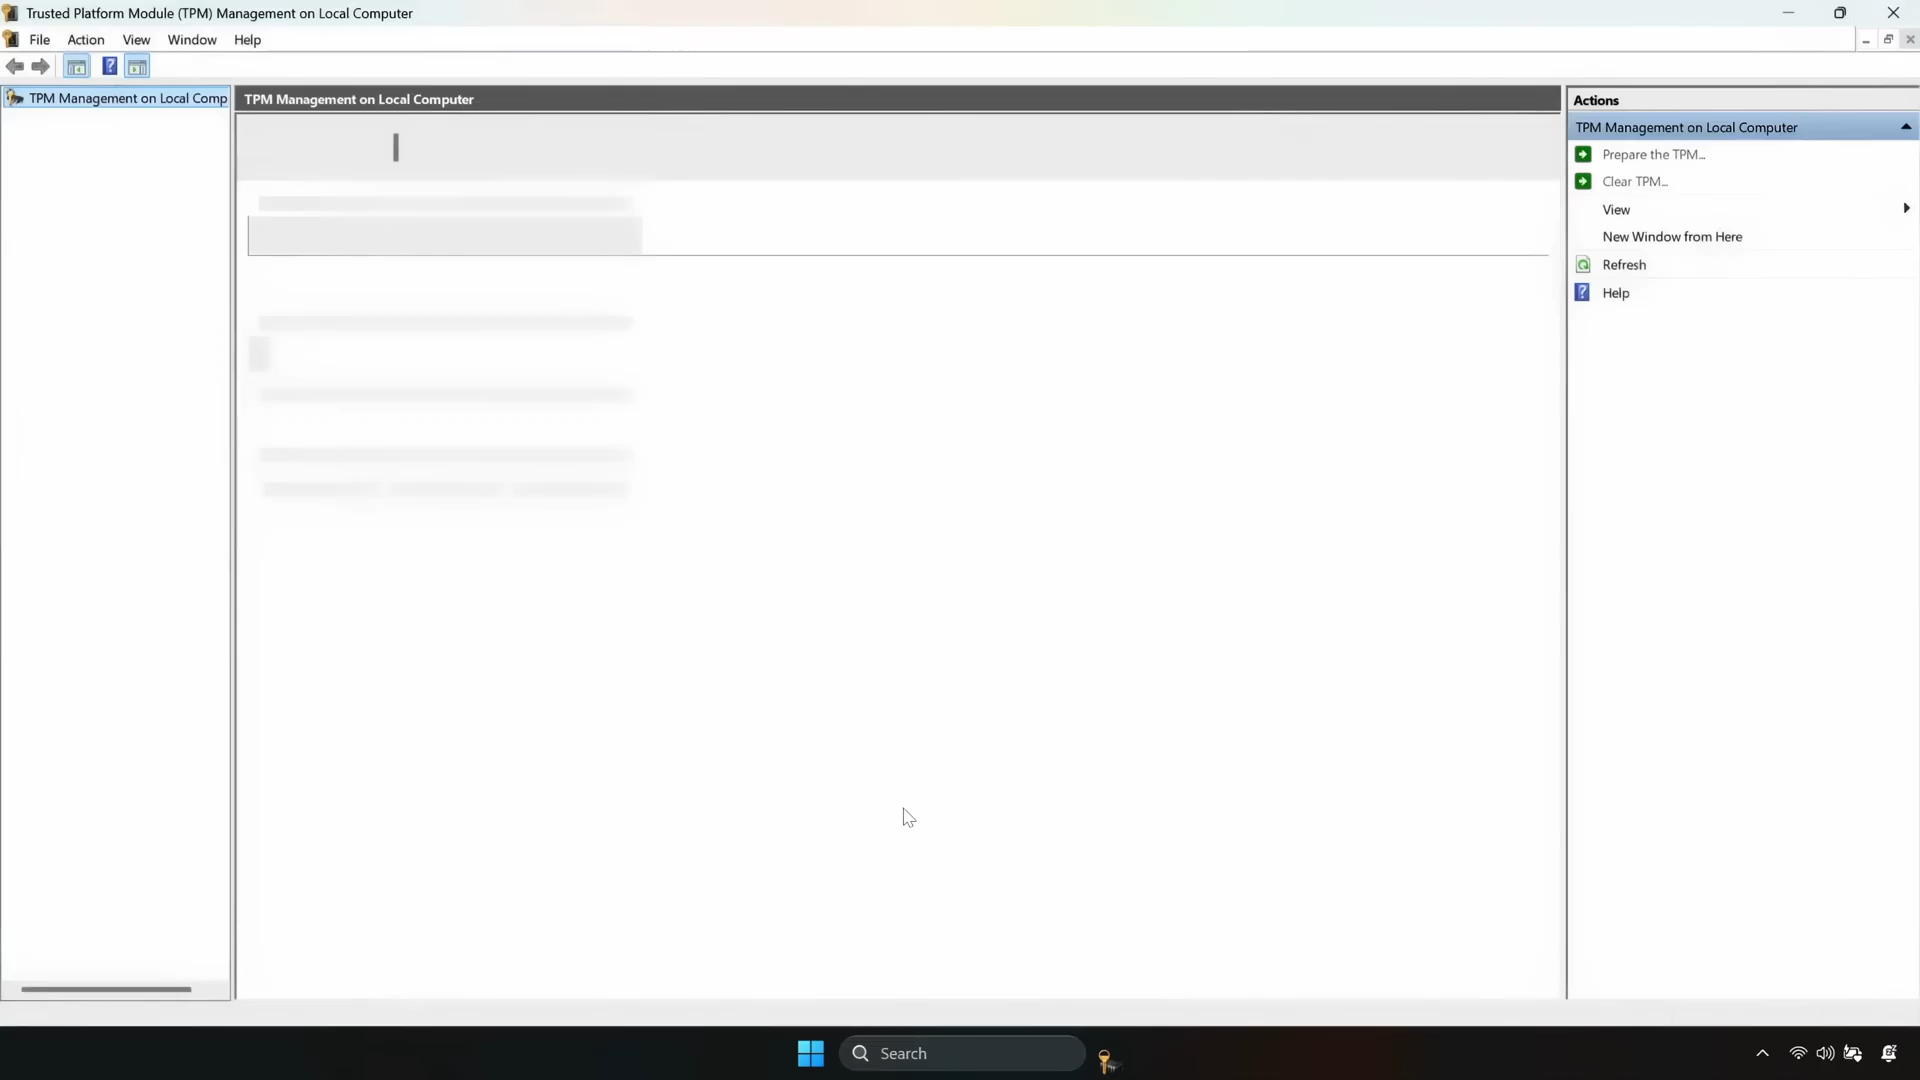 Trusted Platform Module (TPM) Management on Local Computer
File Action View Window Help
TPM Management on Local Comp
TPM Management on Local Computer
Actions
TPM Management on Local Computer
Prepare the TPM...
Clear TPM...
View
New Window from Here
Refresh
Help
Search